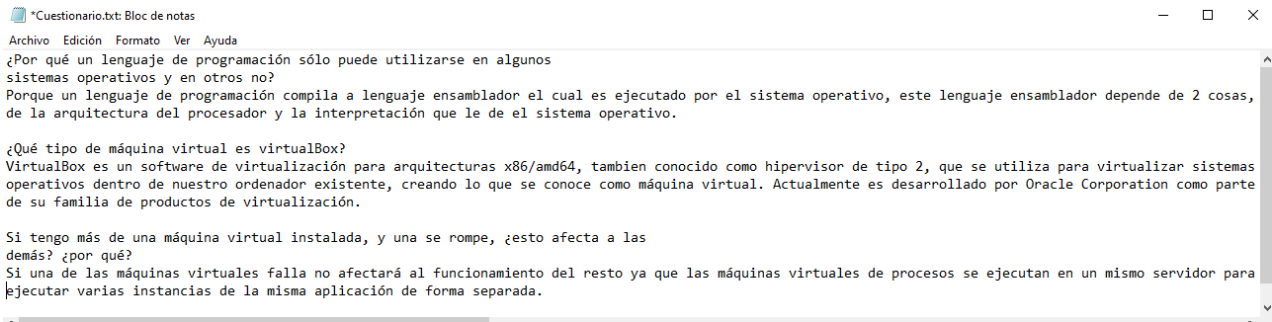 *Cuestionario.txt: Bloc de notas
Archivo Edición Formato Ver Ayuda
¿Por qué un lenguaje de programación sólo puede utilizarse en algunos
sistemas operativos y en otros no?
Porque un lenguaje de programación compila a lenguaje ensamblador el cual es ejecutado por el sistema operativo, este lenguaje ensamblador depende de 2 cosas,
de la arquitectura del procesador y la interpretación que le de el sistema operativo.
¿Qué tipo de máquina virtual es virtualBox?
VirtualBox es un software de virtualización para arquitecturas x86/amd64, tambien conocido como hipervisor de tipo 2, que se utiliza para virtualizar sistemas
operativos dentro de nuestro ordenador existente, creando lo que se conoce como máquina virtual. Actualmente es desarrollado por Oracle Corporation como parte
de su familia de productos de virtualización.
Si tengo más de una máquina virtual instalada, y una se rompe, ¿esto afecta a las
demás? ¿por qué?
Si una de las máquinas virtuales falla no afectará al funcionamiento del resto ya que las máquinas virtuales de procesos se ejecutan en un mismo servidor para
ejecutar varias instancias de la misma aplicación de forma separada.